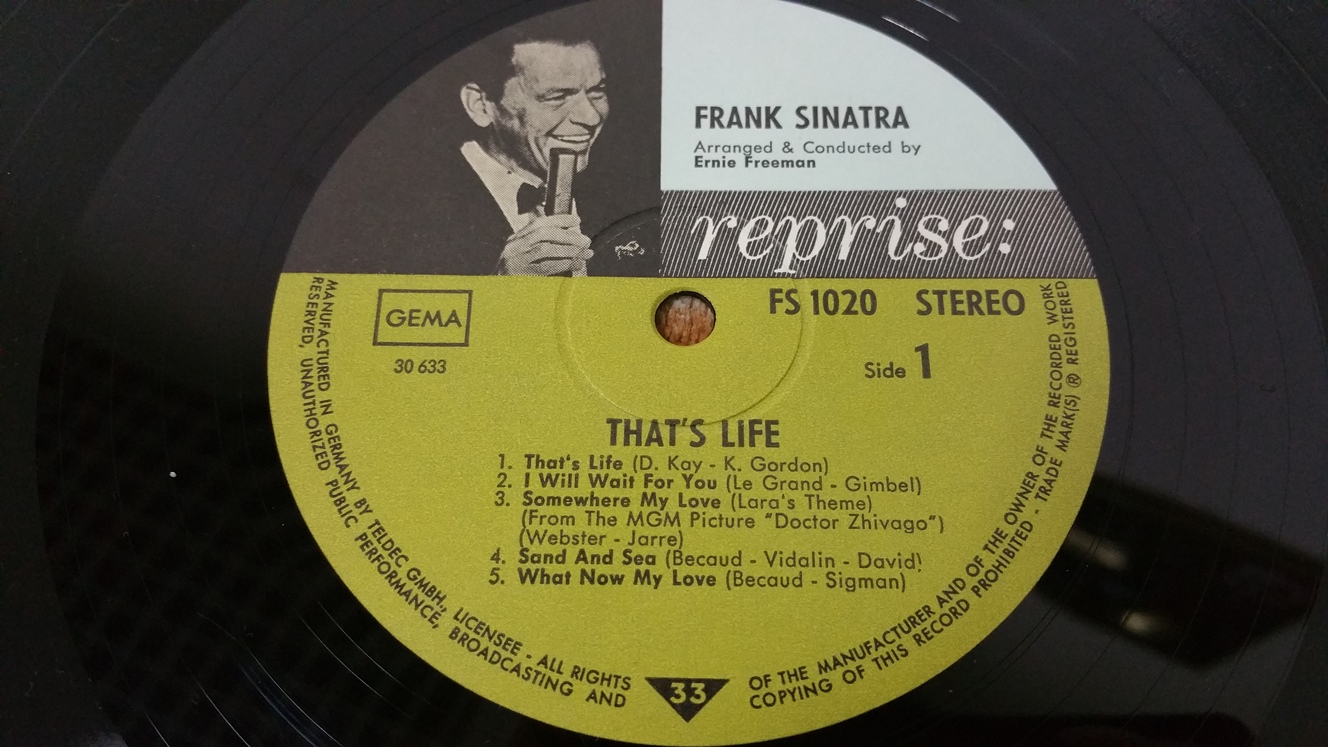 FRANK SINATRA
Arranged & Conducted by
Ernie Freeman
reprise:
GEMA
30 633
FS 1020 STEREO
Side 1
THAT'S LIFE
1. That's Life (D. Kay - K. Gordon)
2. I Will Wait For You (Le Grand - Gimbel)
3. Somewhere My Love (Lara's Theme)
(From The MGM Picture "Doctor Zhivago")
(Webster - Jarre)
4. Sand And Sea (Becaud - Vidalin - David)
5. What Now My Love (Becaud - Sigman)
MANUFACTURED IN GERMANY BY TELDEC GMBH., LICENSEE - ALL RIGHTS
OF THE MANUFACTURER AND OF THE OWNER OF THE RECORDED WORK
RESERVED, UNAUTHORIZED PUBLIC PERFORMANCE, BROADCASTING AND
COPYING OF THIS RECORD PROHIBITED - TRADE MARK(S) ® REGISTERED
33